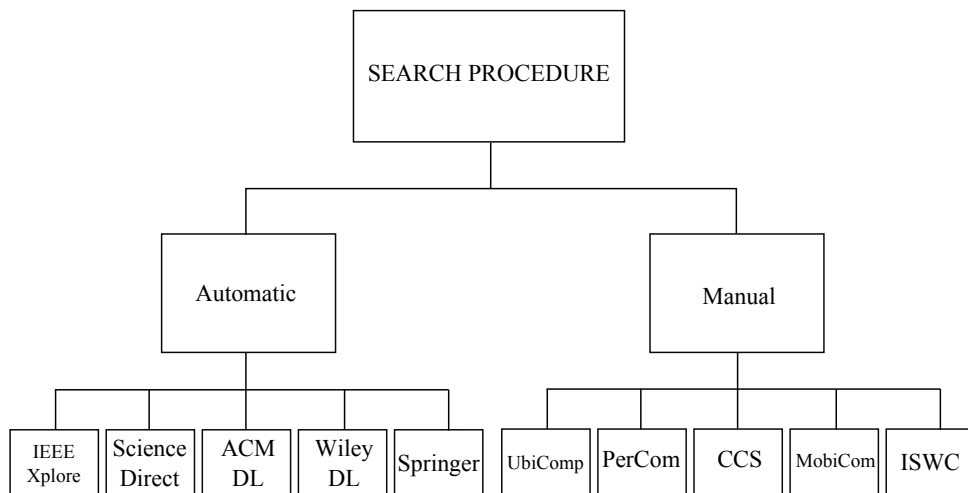 SEARCH PROCEDURE
Automatic
Manual
IEEE
Xplore
Science
Direct
ACM
DL
Wiley
DL
Springer
UbiComp
PerCom
CCS
MobiCom
ISWC